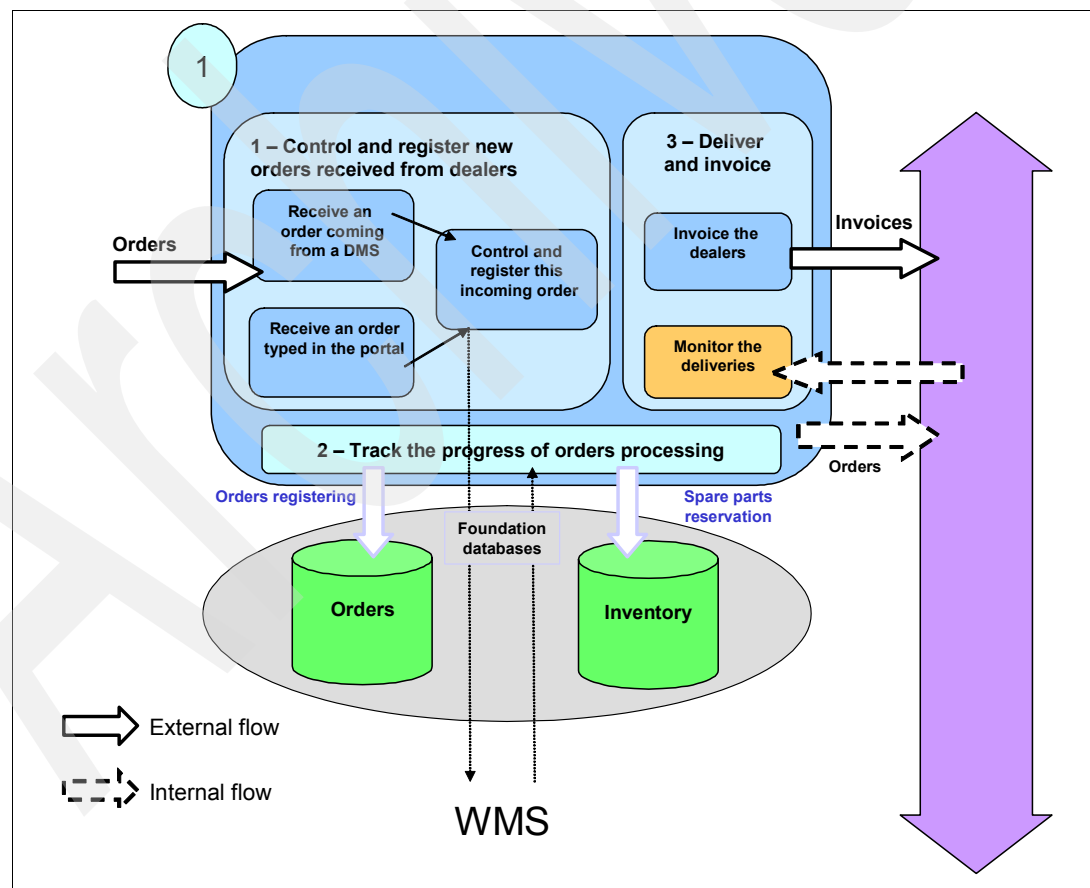 1
1 – Control and register new
orders received from dealers
3 – Deliver
and invoice
Receive an
order coming
from a DMS
Orders
Control and
register this
incoming order
Invoice the
dealers
Invoices
Receive an order
typed in the portal
Monitor the
deliveries
2 – Track the progress of orders processing
Orders
Orders registering
Spare parts
reservation
Foundation
databases
Orders
Inventory
External flow
Internal flow
WMS